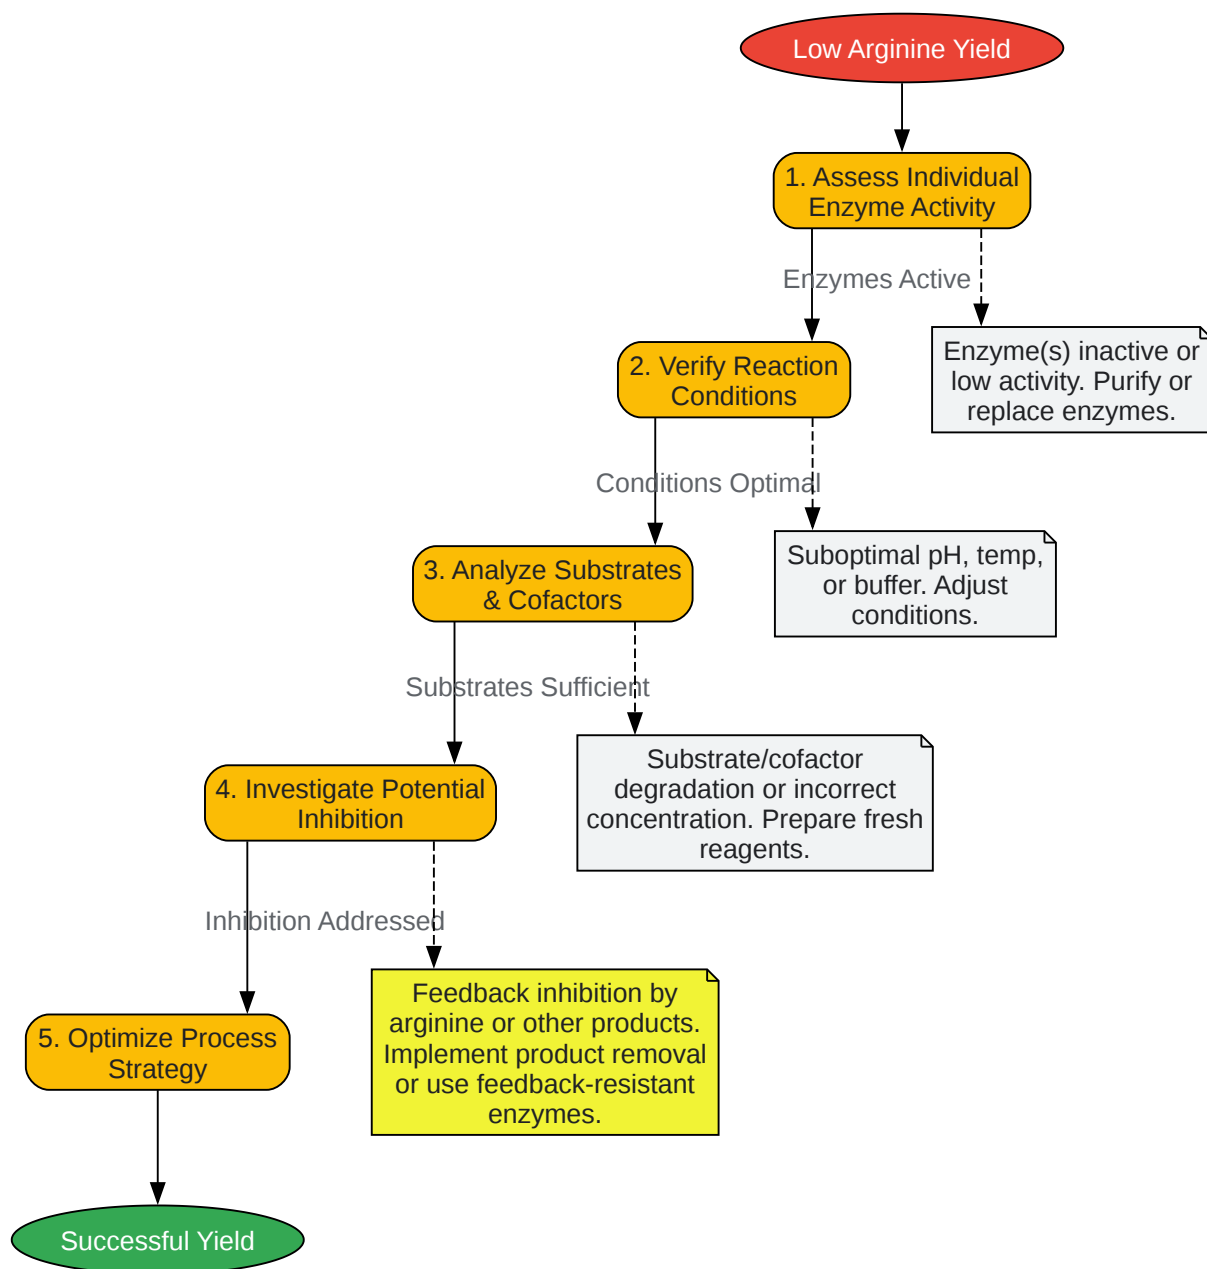 Low Arginine Yield
1. Assess Individual
Enzyme Activity
Enzymes Active
Enzyme(s) inactive or
low activity. Purify or
replace enzymes.
2. Verify Reaction
Conditions
Conditions Optimal
Suboptimal pH, temp,
or buffer. Adjust
conditions.
3. Analyze Substrates
& Cofactors
Substrates Sufficient
Substrate/cofactor
degradation or incorrect
concentration. Prepare fresh
reagents.
4. Investigate Potential
Inhibition
Inhibition Addressed
Feedback inhibition by
arginine or other products.
Implement product removal
or use feedback-resistant
enzymes.
5. Optimize Process
Strategy
Successful Yield